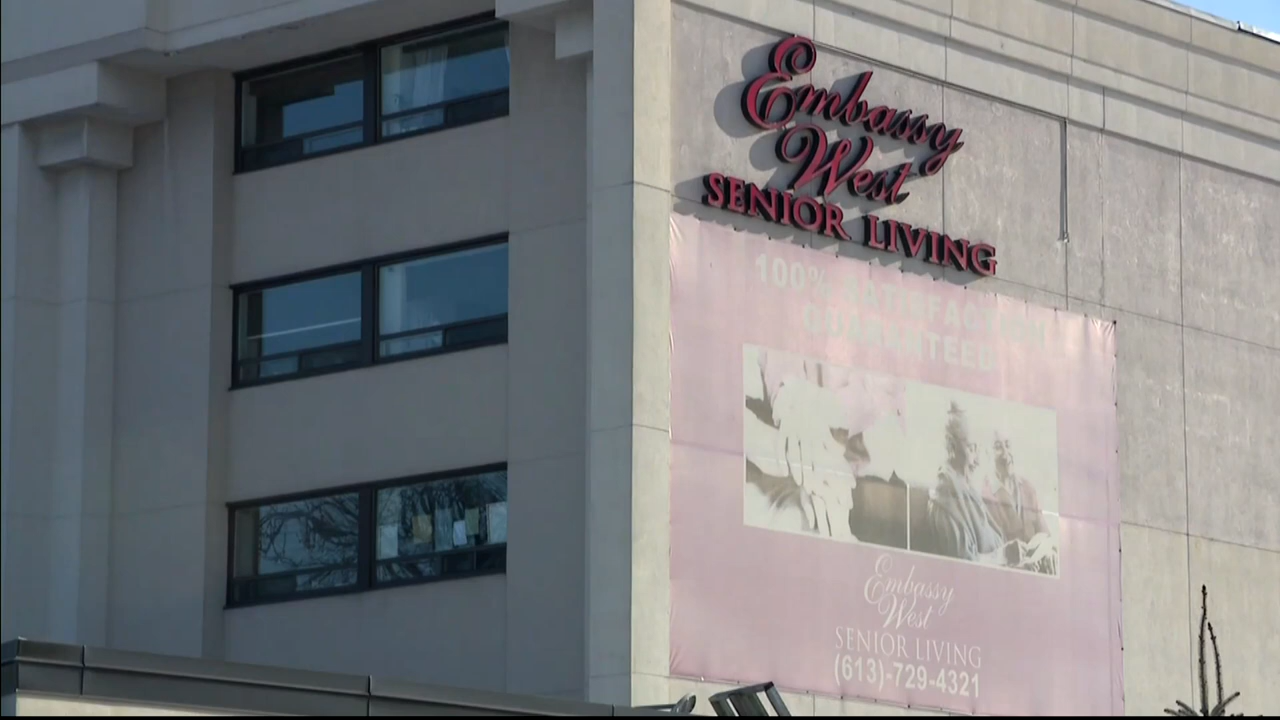 Embassy
West
SENIOR LIVING
100% SATISFACTION
GUARANTEED
Embassy
West
SENIOR LIVING
(613)-729-4321